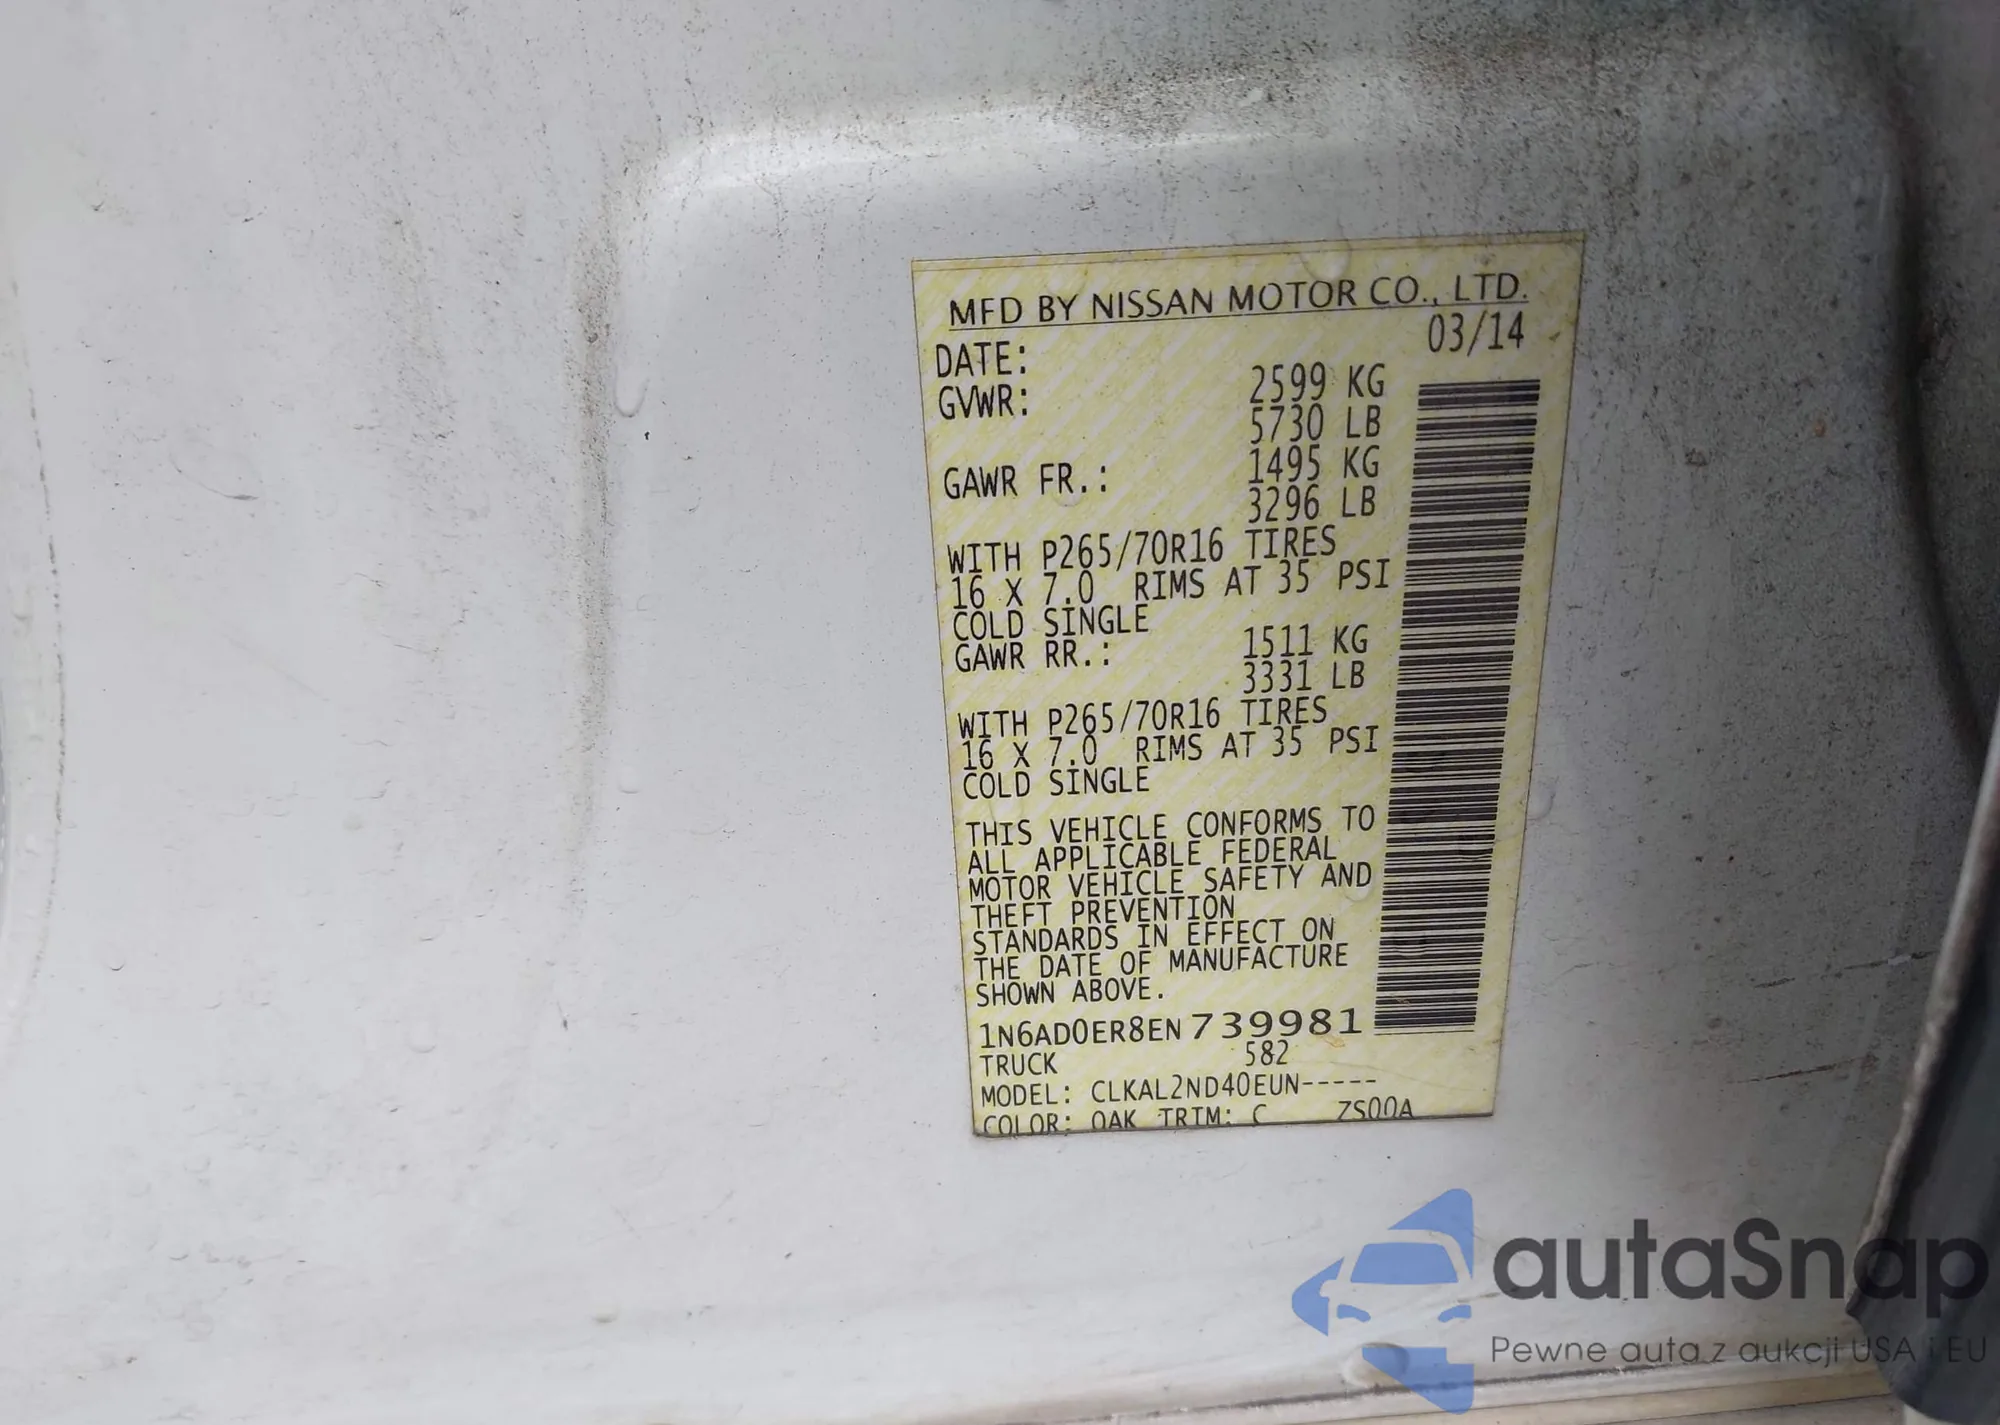 MFD BY NISSAN MOTOR CO., LTD.
DATE: 03/14
GVWR: 2599 KG
5730 LB
GAWR FR.: 1495 KG
3296 LB
WITH P265/70R16 TIRES
16 X 7.0 RIMS AT 35 PSI
COLD SINGLE
GAWR RR.: 1511 KG
3331 LB
WITH P265/70R16 TIRES
16 X 7.0 RIMS AT 35 PSI
COLD SINGLE
THIS VEHICLE CONFORMS TO
ALL APPLICABLE FEDERAL
MOTOR VEHICLE SAFETY AND
THEFT PREVENTION
STANDARDS IN EFFECT ON
THE DATE OF MANUFACTURE
SHOWN ABOVE.
1N6AD0ER8EN739981
TRUCK 582
MODEL: CLKAL2ND40EUN-----
COLOR: QAK TRIM: C ZS00A
autaSnap
Pewne auta z aukcji USA i EU